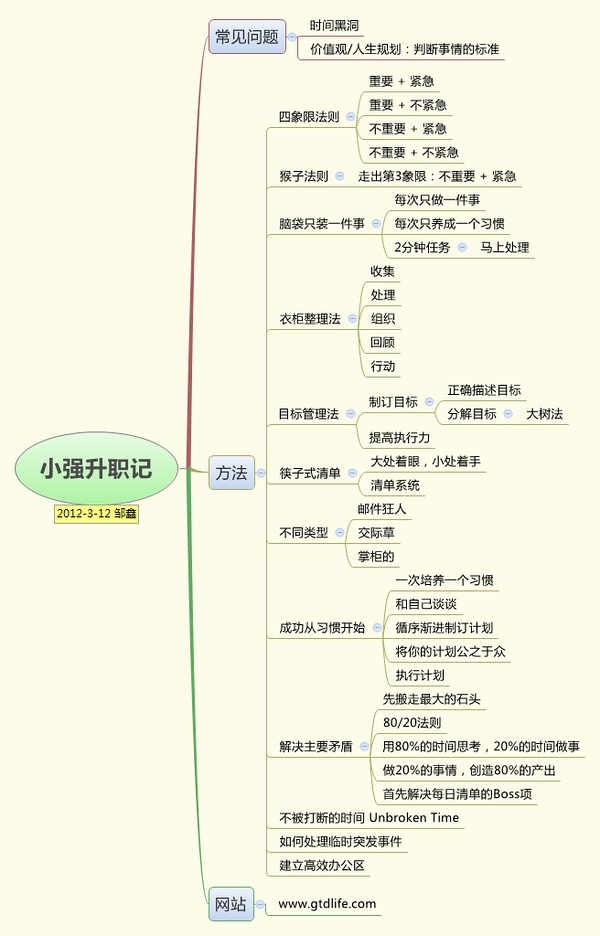 小强升职记
2012-3-12 邹鑫
常见问题
时间黑洞
价值观/人生规划：判断事情的标准
方法
四象限法则
重要 + 紧急
重要 + 不紧急
不重要 + 紧急
不重要 + 不紧急
猴子法则
走出第3象限：不重要 + 紧急
脑袋只装一件事
每次只做一件事
每次只养成一个习惯
2分钟任务
马上处理
衣柜整理法
收集
处理
组织
回顾
行动
目标管理法
制订目标
正确描述目标
分解目标
大树法
提高执行力
筷子式清单
大处着眼，小处着手
清单系统
不同类型
邮件狂人
交际草
掌柜的
成功从习惯开始
一次培养一个习惯
和自己谈谈
循序渐进制订计划
将你的计划公之于众
执行计划
解决主要矛盾
先搬走最大的石头
80/20法则
用80%的时间思考，20%的时间做事
做20%的事情，创造80%的产出
首先解决每日清单的Boss项
不被打断的时间 Unbroken Time
如何处理临时突发事件
建立高效办公区
网站
www.gtdlife.com